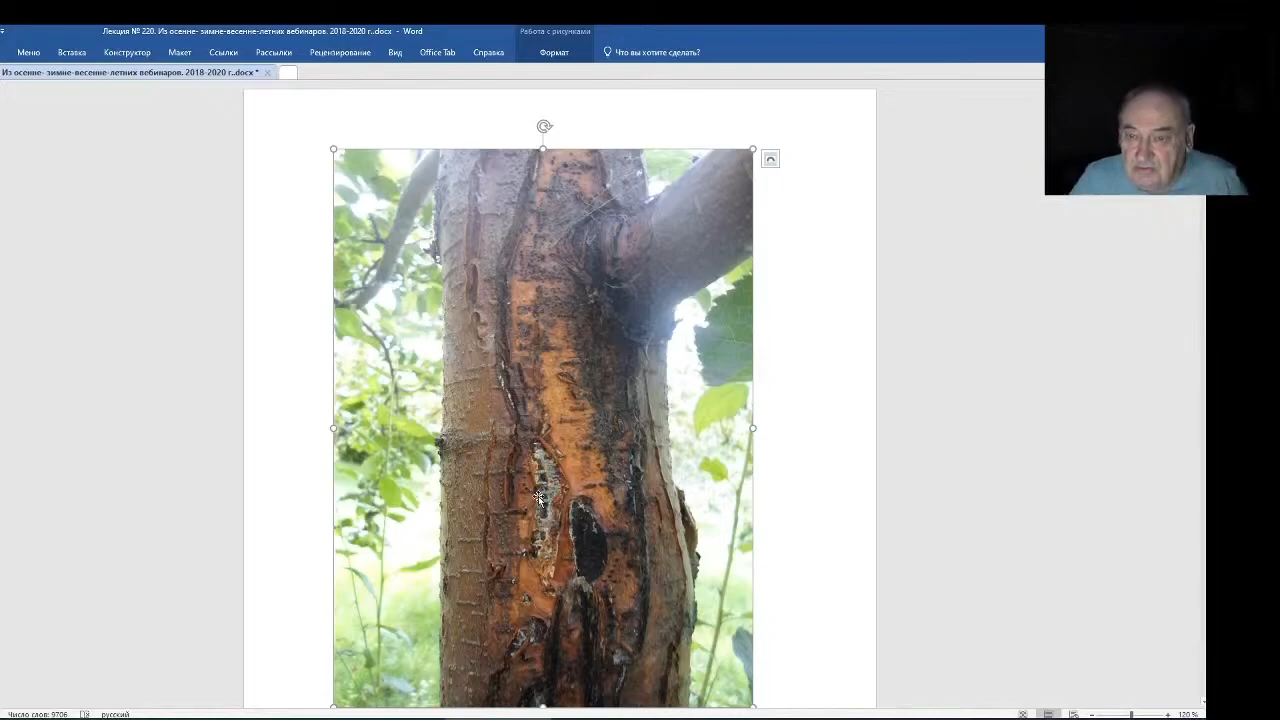 Лекция № 220. Из осенне- зимне-весенне-летних вебинаров. 2018-2020 г..docx - Word
Работа с рисунками
Меню Вставка Конструктор Макет Ссылки Рассылки Рецензирование Вид Office Tab Справка Формат Что вы хотите сделать?
Из осенне- зимне-весенне-летних вебинаров. 2018-2020 г..docx *
Число слов: 9706 русский 120 %